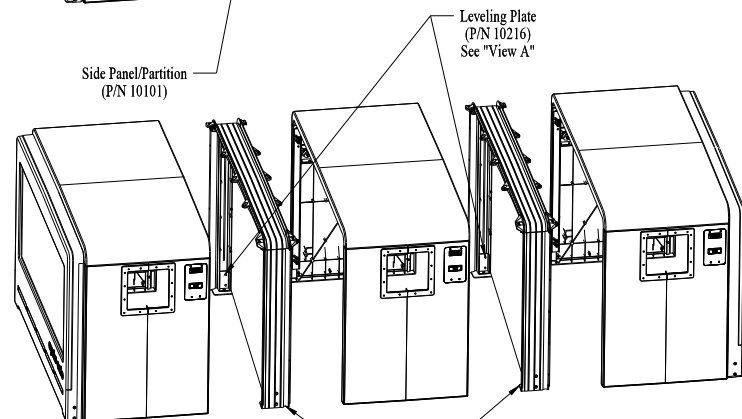 Leveling Plate
(P/N 10216)
See "View A"
Side Panel/Partition
(P/N 10101)